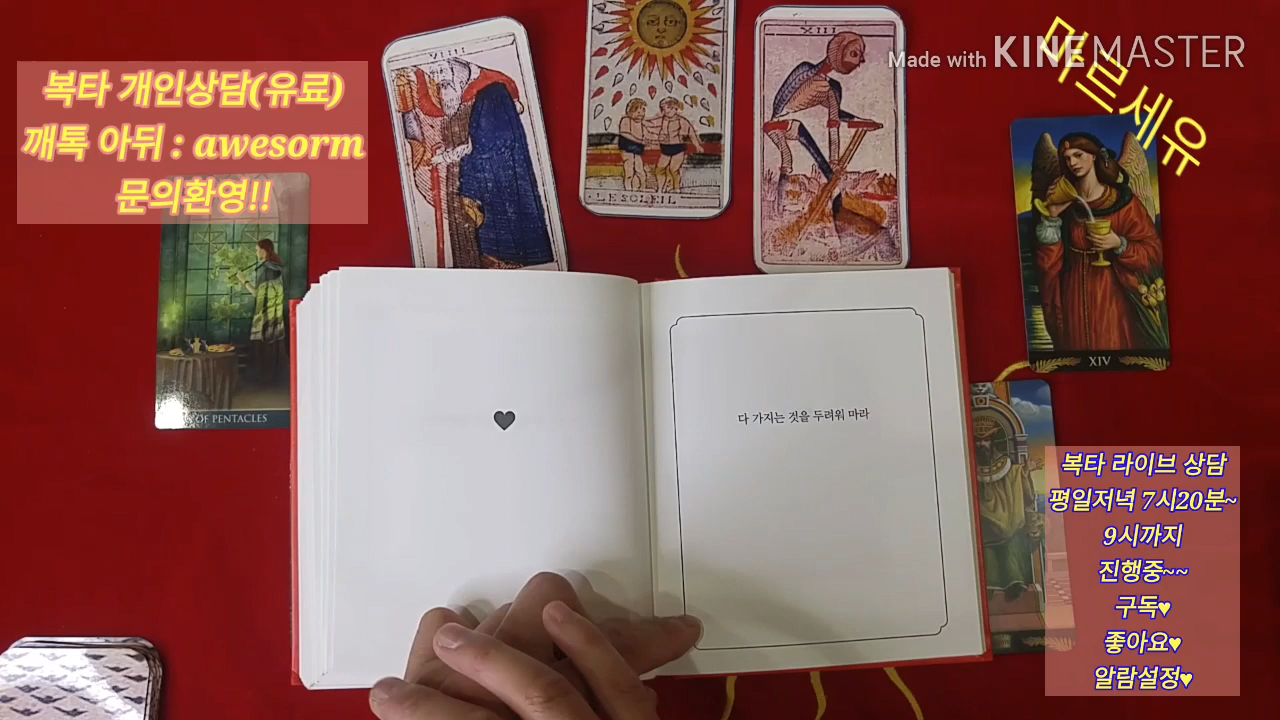 복타 개인상담(유료)
깨톡 아뒤 : awesorm
문의환영!!
VIIII
LE SOLEIL
XIII
Made with KINEMASTER
마르세유
XIV
OF PENTACLES
다 가지는 것을 두려워 마라
복타 라이브 상담
평일저녁 7시20분~
9시까지
진행중~~
구독♥
좋아요♥
알람설정♥